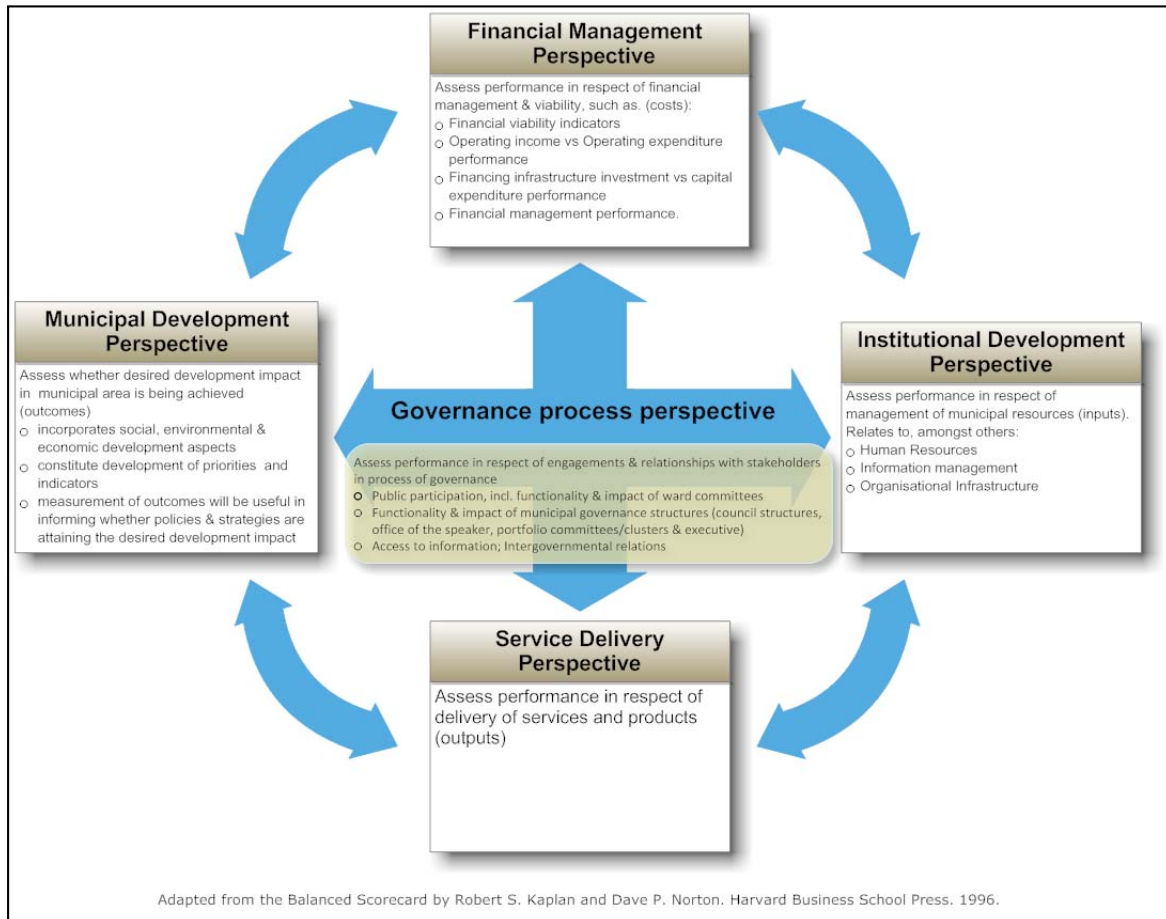 Financial Management
Perspective
Assess performance in respect of financial
management & viability, such as. (costs):
○ Financial viability indicators
○ Operating income vs Operating expenditure
performance
○ Financing infrastructure investment vs capital
expenditure performance
○ Financial management performance.
Municipal Development
Perspective
Assess whether desired development impact
in municipal area is being achieved
(outcomes)
○ incorporates social, environmental &
economic development aspects
○ constitute development of priorities and
indicators
○ measurement of outcomes will be useful in
informing whether policies & strategies are
attaining the desired development impact
Governance process perspective
Assess performance in respect of engagements & relationships with stakeholders
in process of governance
○ Public participation, incl. functionality & impact of ward committees
○ Functionality & impact of municipal governance structures (council structures,
office of the speaker, portfolio committees/clusters & executive)
○ Access to information; Intergovernmental relations
Institutional Development
Perspective
Assess performance in respect of
management of municipal resources (inputs).
Relates to, amongst others:
○ Human Resources
○ Information management
○ Organisational Infrastructure
Service Delivery
Perspective
Assess performance in respect of
delivery of services and products
(outputs)
Adapted from the Balanced Scorecard by Robert S. Kaplan and Dave P. Norton. Harvard Business School Press. 1996.